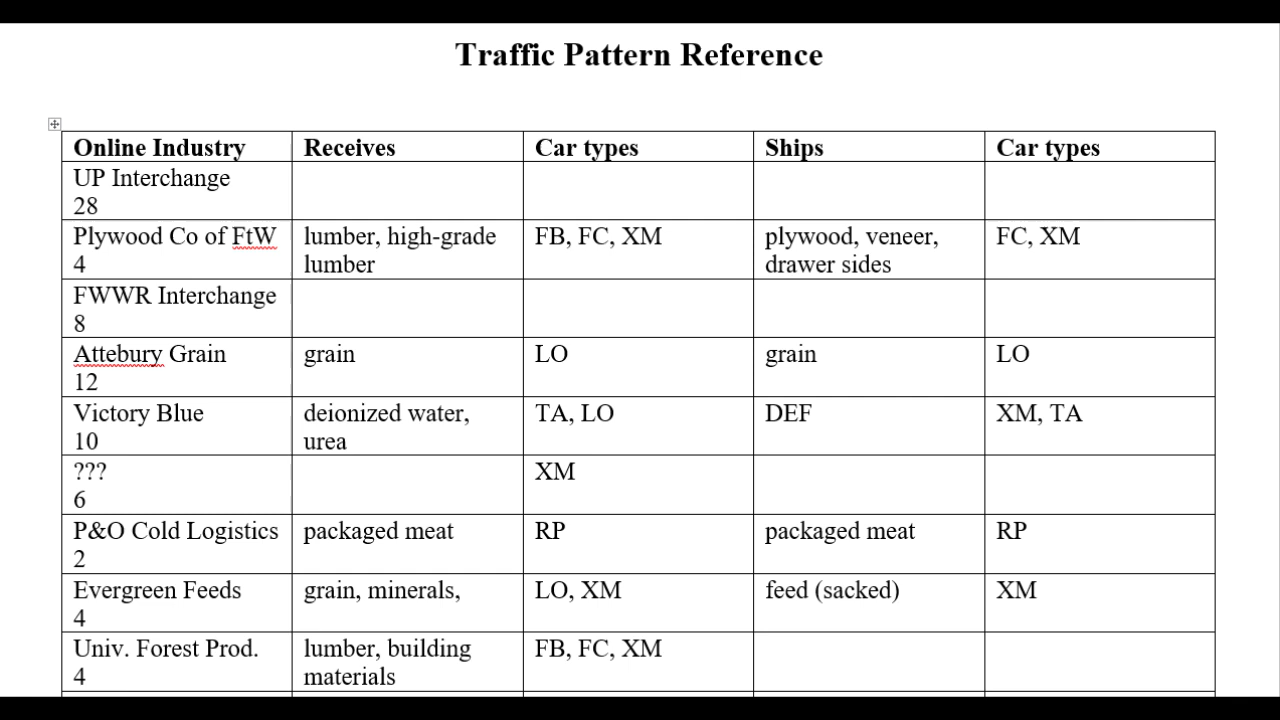 Traffic Pattern Reference
Online Industry Receives Car types Ships Car types
UP Interchange
28
Plywood Co of FtW lumber, high-grade FB, FC, XM plywood, veneer, FC, XM
4 lumber drawer sides
FWWR Interchange
8
Attebury Grain grain LO grain LO
12
Victory Blue deionized water, TA, LO DEF XM, TA
10 urea
??? XM
6
P&O Cold Logistics packaged meat RP packaged meat RP
2
Evergreen Feeds grain, minerals, LO, XM feed (sacked) XM
4
Univ. Forest Prod. lumber, building FB, FC, XM
4 materials